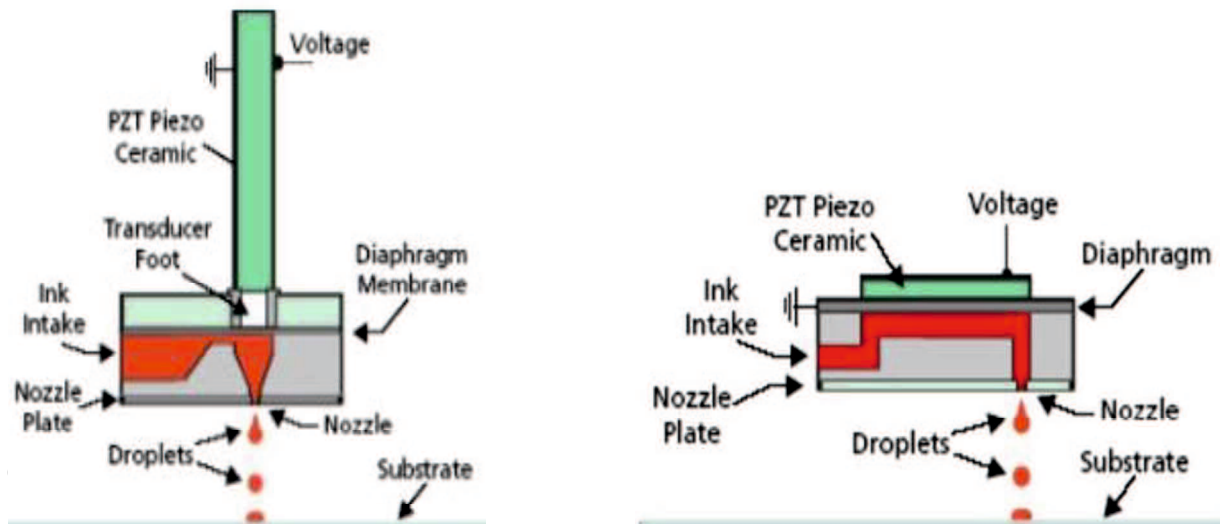 Voltage
PZT Piezo
Ceramic
Transducer
Foot
Diaphragm
Membrane
Ink
Intake
Nozzle
Plate
Nozzle
Droplets
Substrate
PZT Piezo
Ceramic
Voltage
Diaphragm
Ink
Intake
Nozzle
Plate
Nozzle
Droplets
Substrate